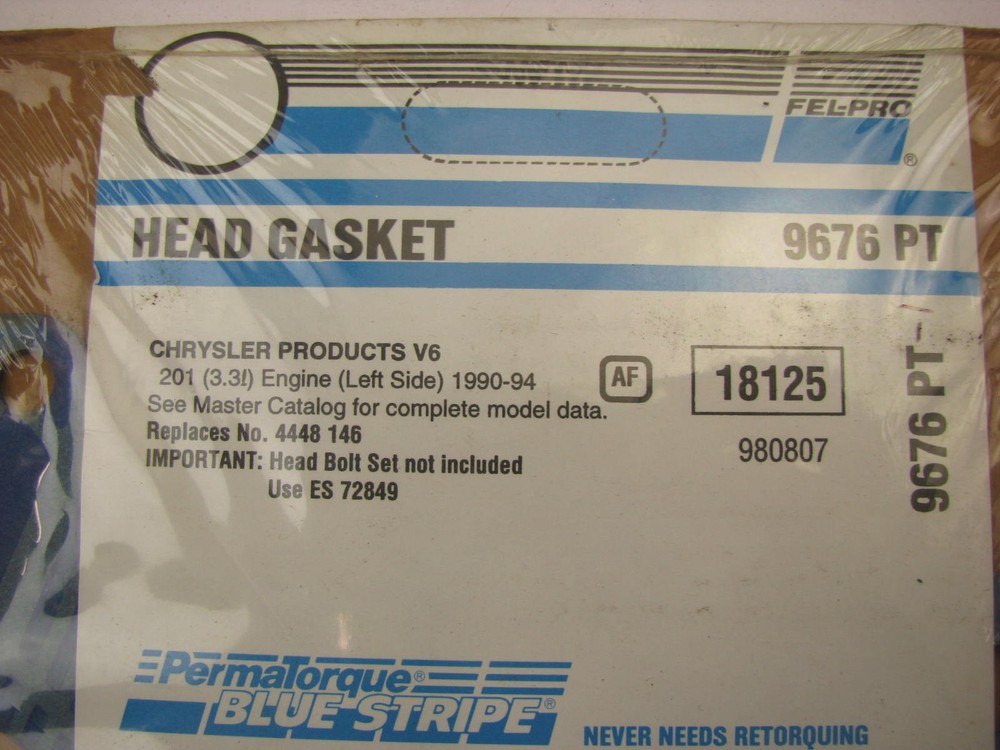 FEL-PRO®
HEAD GASKET 9676 PT
CHRYSLER PRODUCTS V6
201 (3.3ℓ) Engine (Left Side) 1990-94
See Master Catalog for complete model data.
Replaces No. 4448 146
IMPORTANT: Head Bolt Set not included
Use ES 72849
AF
18125
980807
9676 PT
PermaTorque®
BLUE STRIPE®
NEVER NEEDS RETORQUING